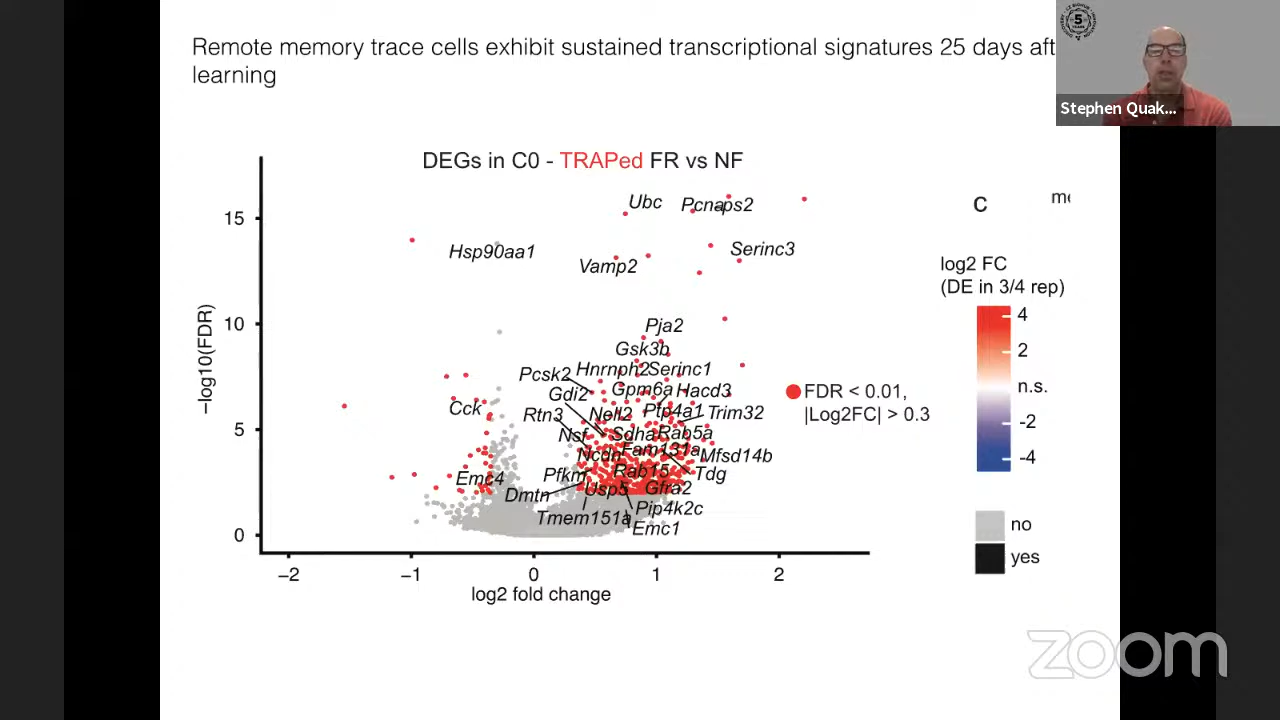 Remote memory trace cells exhibit sustained transcriptional signatures 25 days aft
learning
5
YEARS
Stephen Quak...
DEGs in C0 - TRAPed FR vs NF
−log10(FDR)
15
10
5
0
−2
−1
0
1
2
log2 fold change
Ubc
Hsp90aa1
Vamp2
Serinc3
Pja2
Gsk3b
Pcsk2
Hnrnph2
Serinc1
Gdi2
Gpm6a
Hacd3
Cck
Rtn3
Nell2
Ptp4a1
Trim32
Nsf
Sdha
Rab5a
Ncdn
Fam131a
Mfsd14b
Emc4
Pfkm
Rab15
Tdg
Dmtn
Usp5
Gfra2
Pip4k2c
Tmem151a
Emc1
FDR < 0.01,
|Log2FC| > 0.3
C
log2 FC
(DE in 3/4 rep)
4
2
n.s.
-2
-4
no
yes
zoom